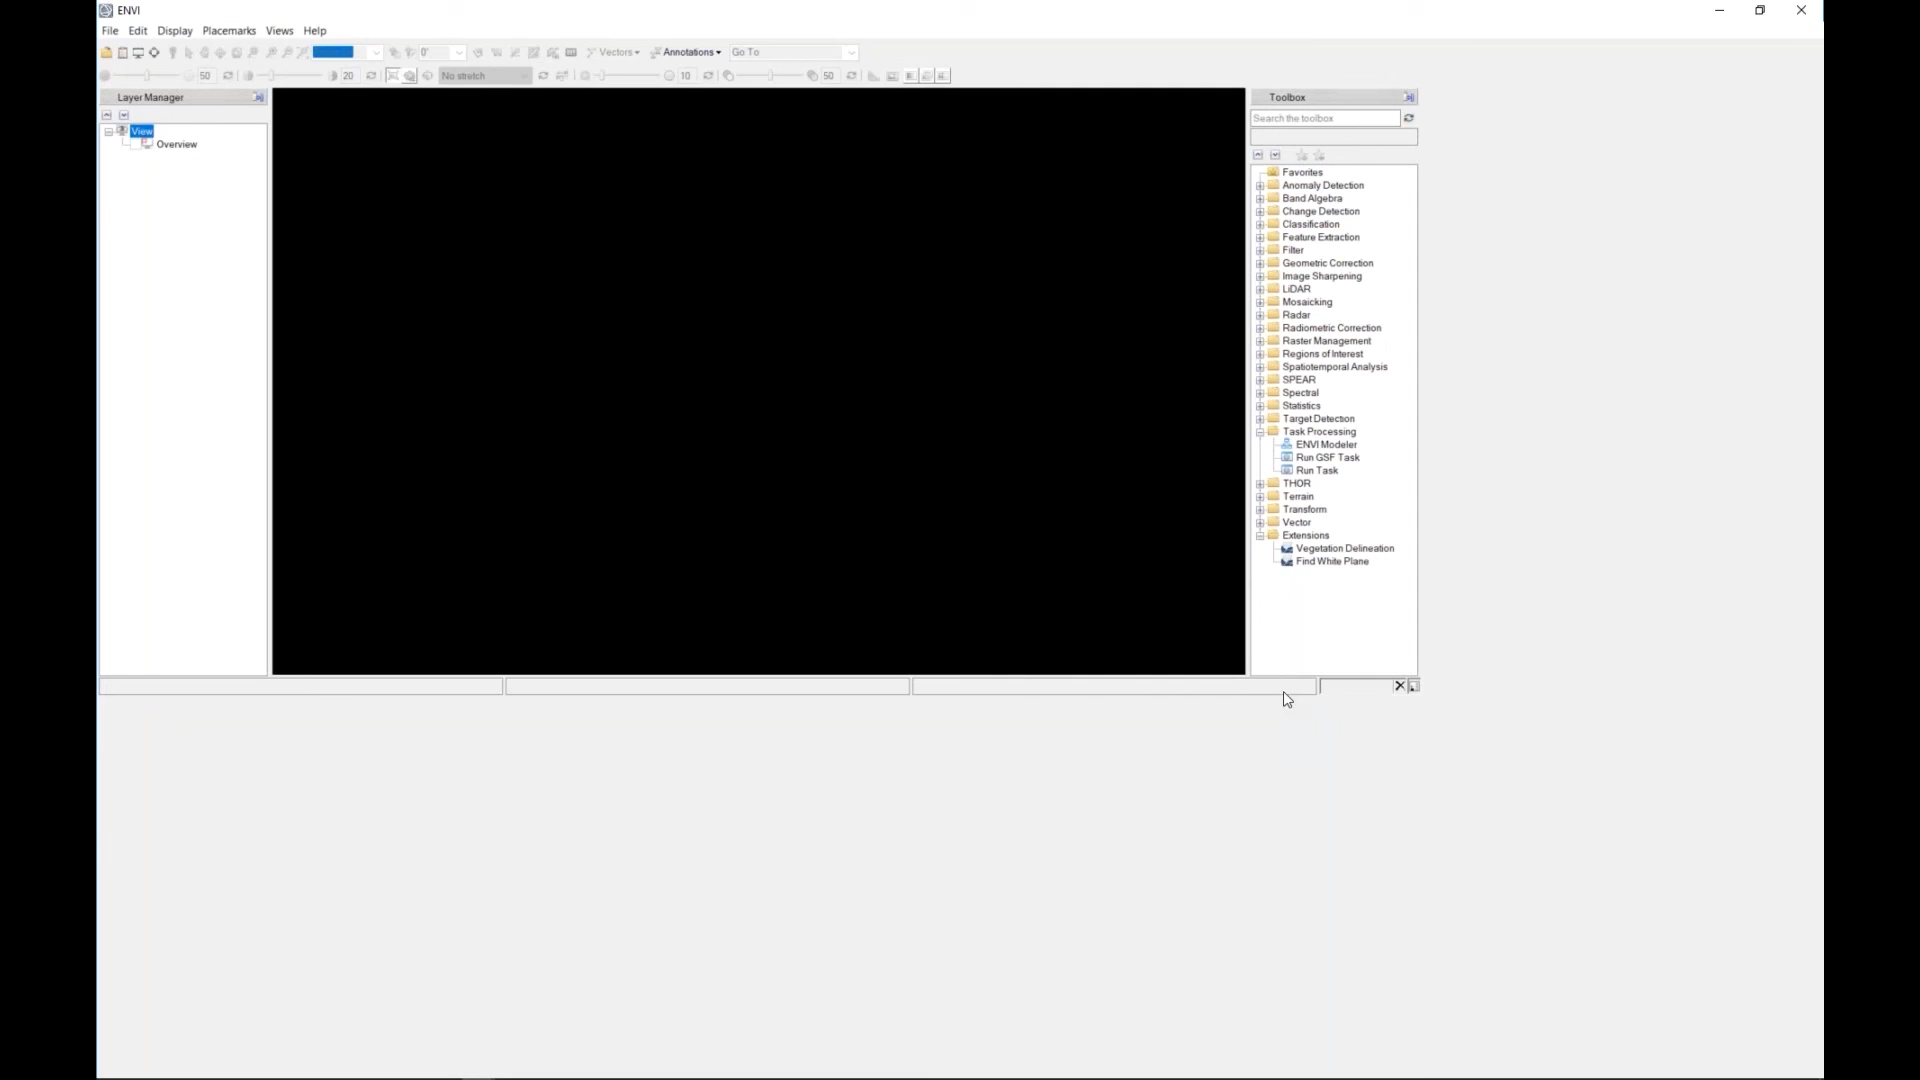 ENVI
File Edit Display Placemarks Views Help
0° Vectors Annotations Go To
50 20 No stretch 10 50
Layer Manager
View
Overview
Toolbox
Search the toolbox
Favorites
Anomaly Detection
Band Algebra
Change Detection
Classification
Feature Extraction
Filter
Geometric Correction
Image Sharpening
LiDAR
Mosaicking
Radar
Radiometric Correction
Raster Management
Regions of Interest
Spatiotemporal Analysis
SPEAR
Spectral
Statistics
Target Detection
Task Processing
ENVI Modeler
Run GSF Task
Run Task
THOR
Terrain
Transform
Vector
Extensions
Vegetation Delineation
Find White Plane